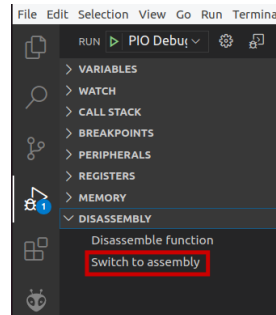 File Edit Selection View Go Run Termina
RUN PIO Debug
VARIABLES
WATCH
CALL STACK
BREAKPOINTS
PERIPHERALS
REGISTERS
MEMORY
1
DISASSEMBLY
Disassemble function
Switch to assembly